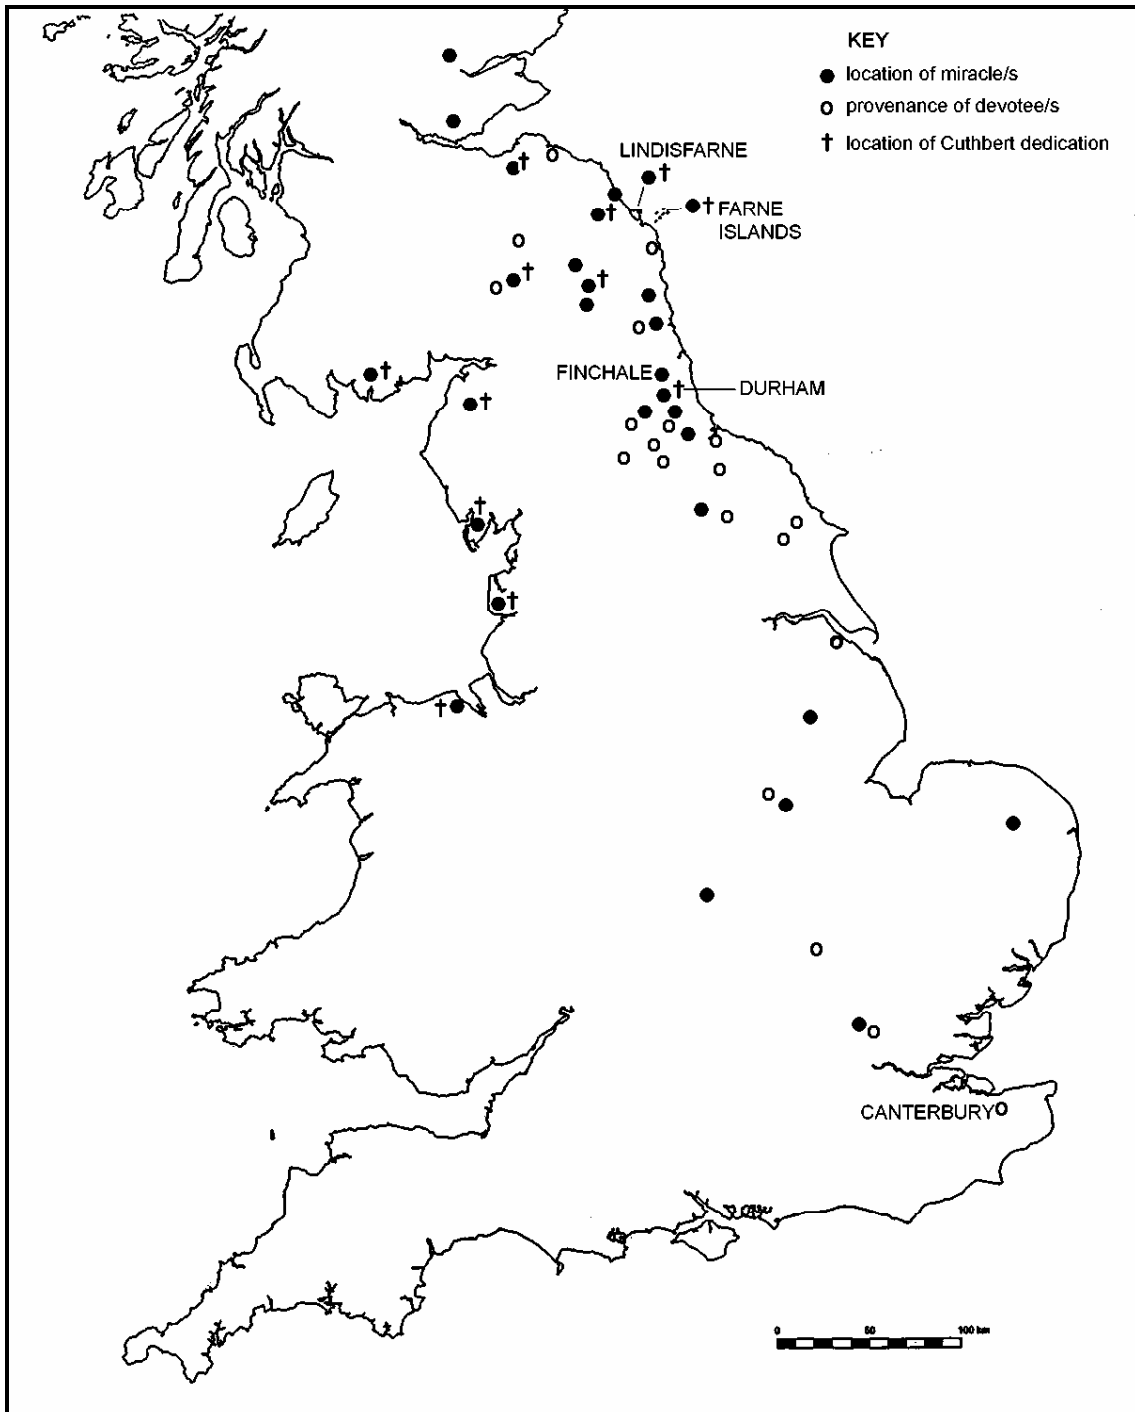 KEY
location of miracle/s
provenance of devotee/s
location of Cuthbert dedication
LINDISFARNE
FARNE
ISLANDS
FINCHALE
DURHAM
CANTERBURY
0 50 100 km